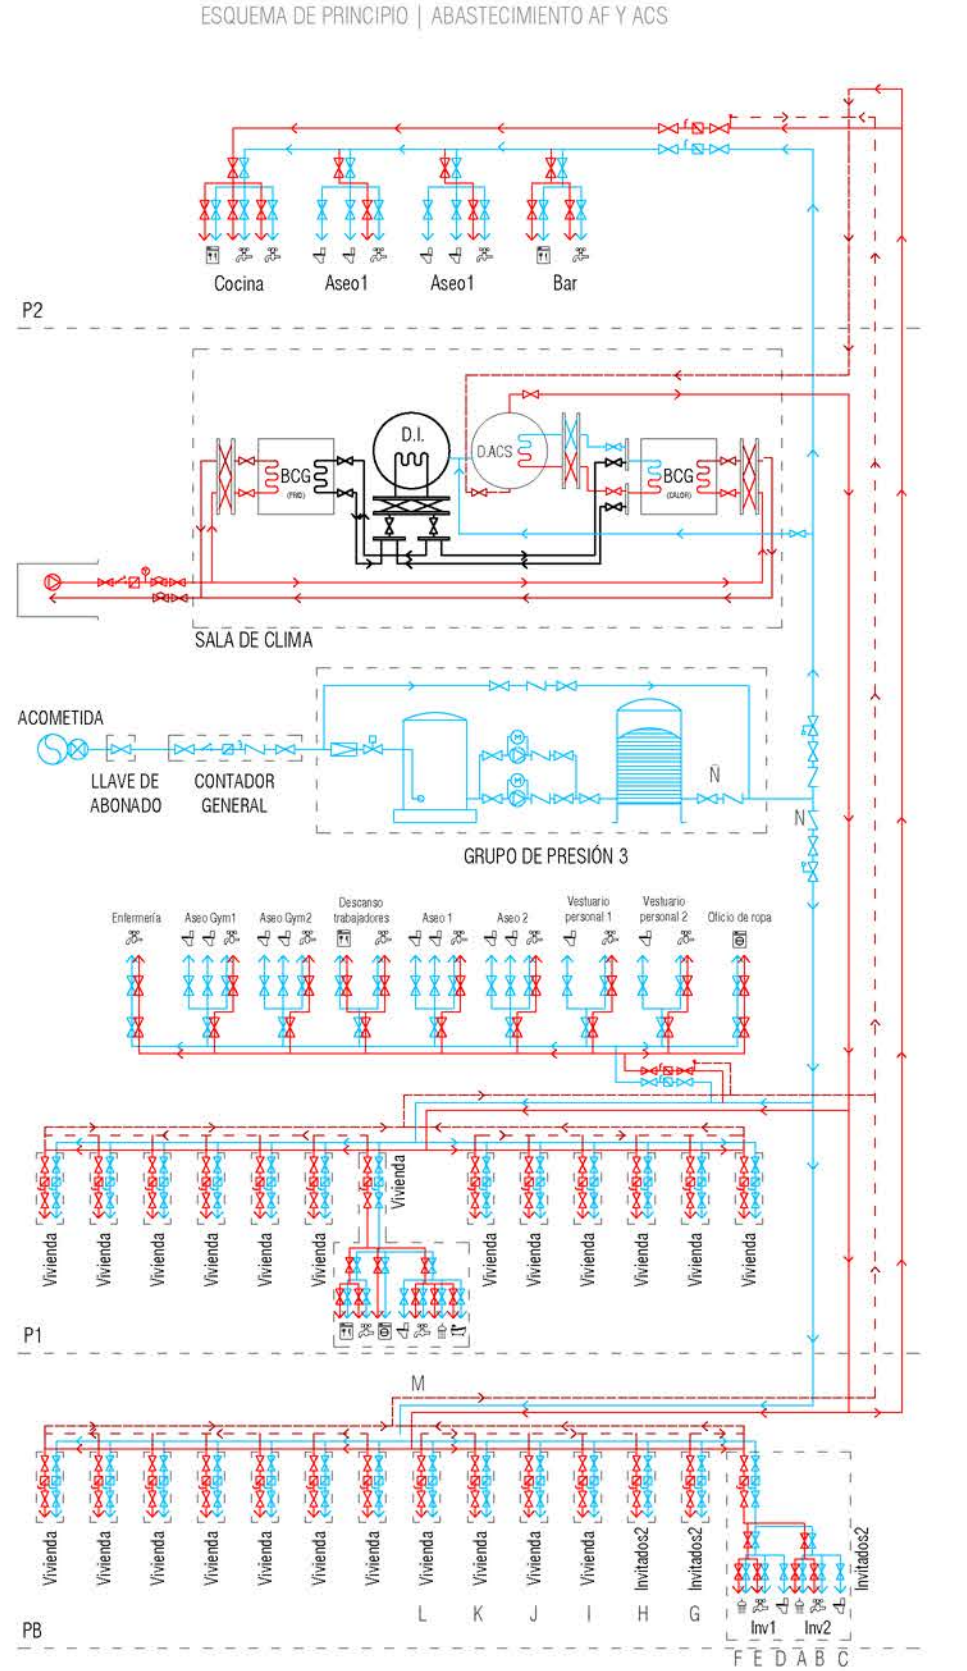 ESQUEMA DE PRINCIPIO | ABASTECIMIENTO AF Y ACS
Cocina
Aseo1
Aseo1
Bar
P2
D.I.
D.ACS
BCG
(FRIO)
BCG
(CALOR)
SALA DE CLIMA
ACOMETIDA
LLAVE DE
ABONADO
CONTADOR
GENERAL
M
M
Ñ
N
GRUPO DE PRESIÓN 3
Enfermería
Aseo Gym1
Aseo Gym2
Descanso
trabajadores
Aseo 1
Aseo 2
Vestuario
personal 1
Vestuario
personal 2
Oficio de ropa
Vivienda
Vivienda
Vivienda
Vivienda
Vivienda
Vivienda
Vivienda
Vivienda
Vivienda
Vivienda
Vivienda
Vivienda
Vivienda
P1
M
Vivienda
Vivienda
Vivienda
Vivienda
Vivienda
Vivienda
Vivienda
Vivienda
Vivienda
Vivienda
Vivienda
Invitados2
Invitados2
Invitados2
L
K
J
I
H
G
Inv1
Inv2
PB
F E D A B C